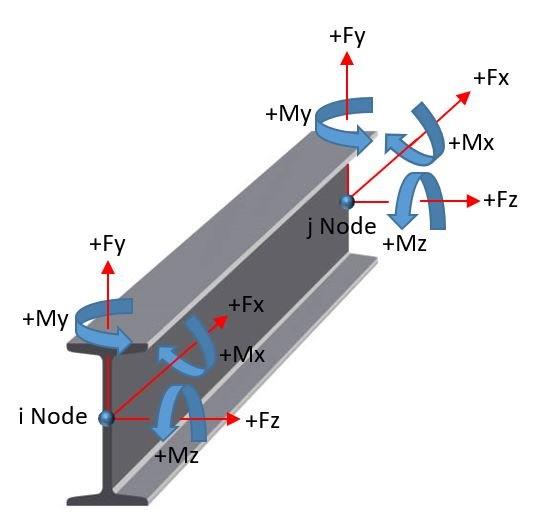 +Fy
+Fx
+My
+Mx
+Fz
j Node
+Mz
+Fy
+Fx
+My
+Mx
i Node
+Fz
+Mz